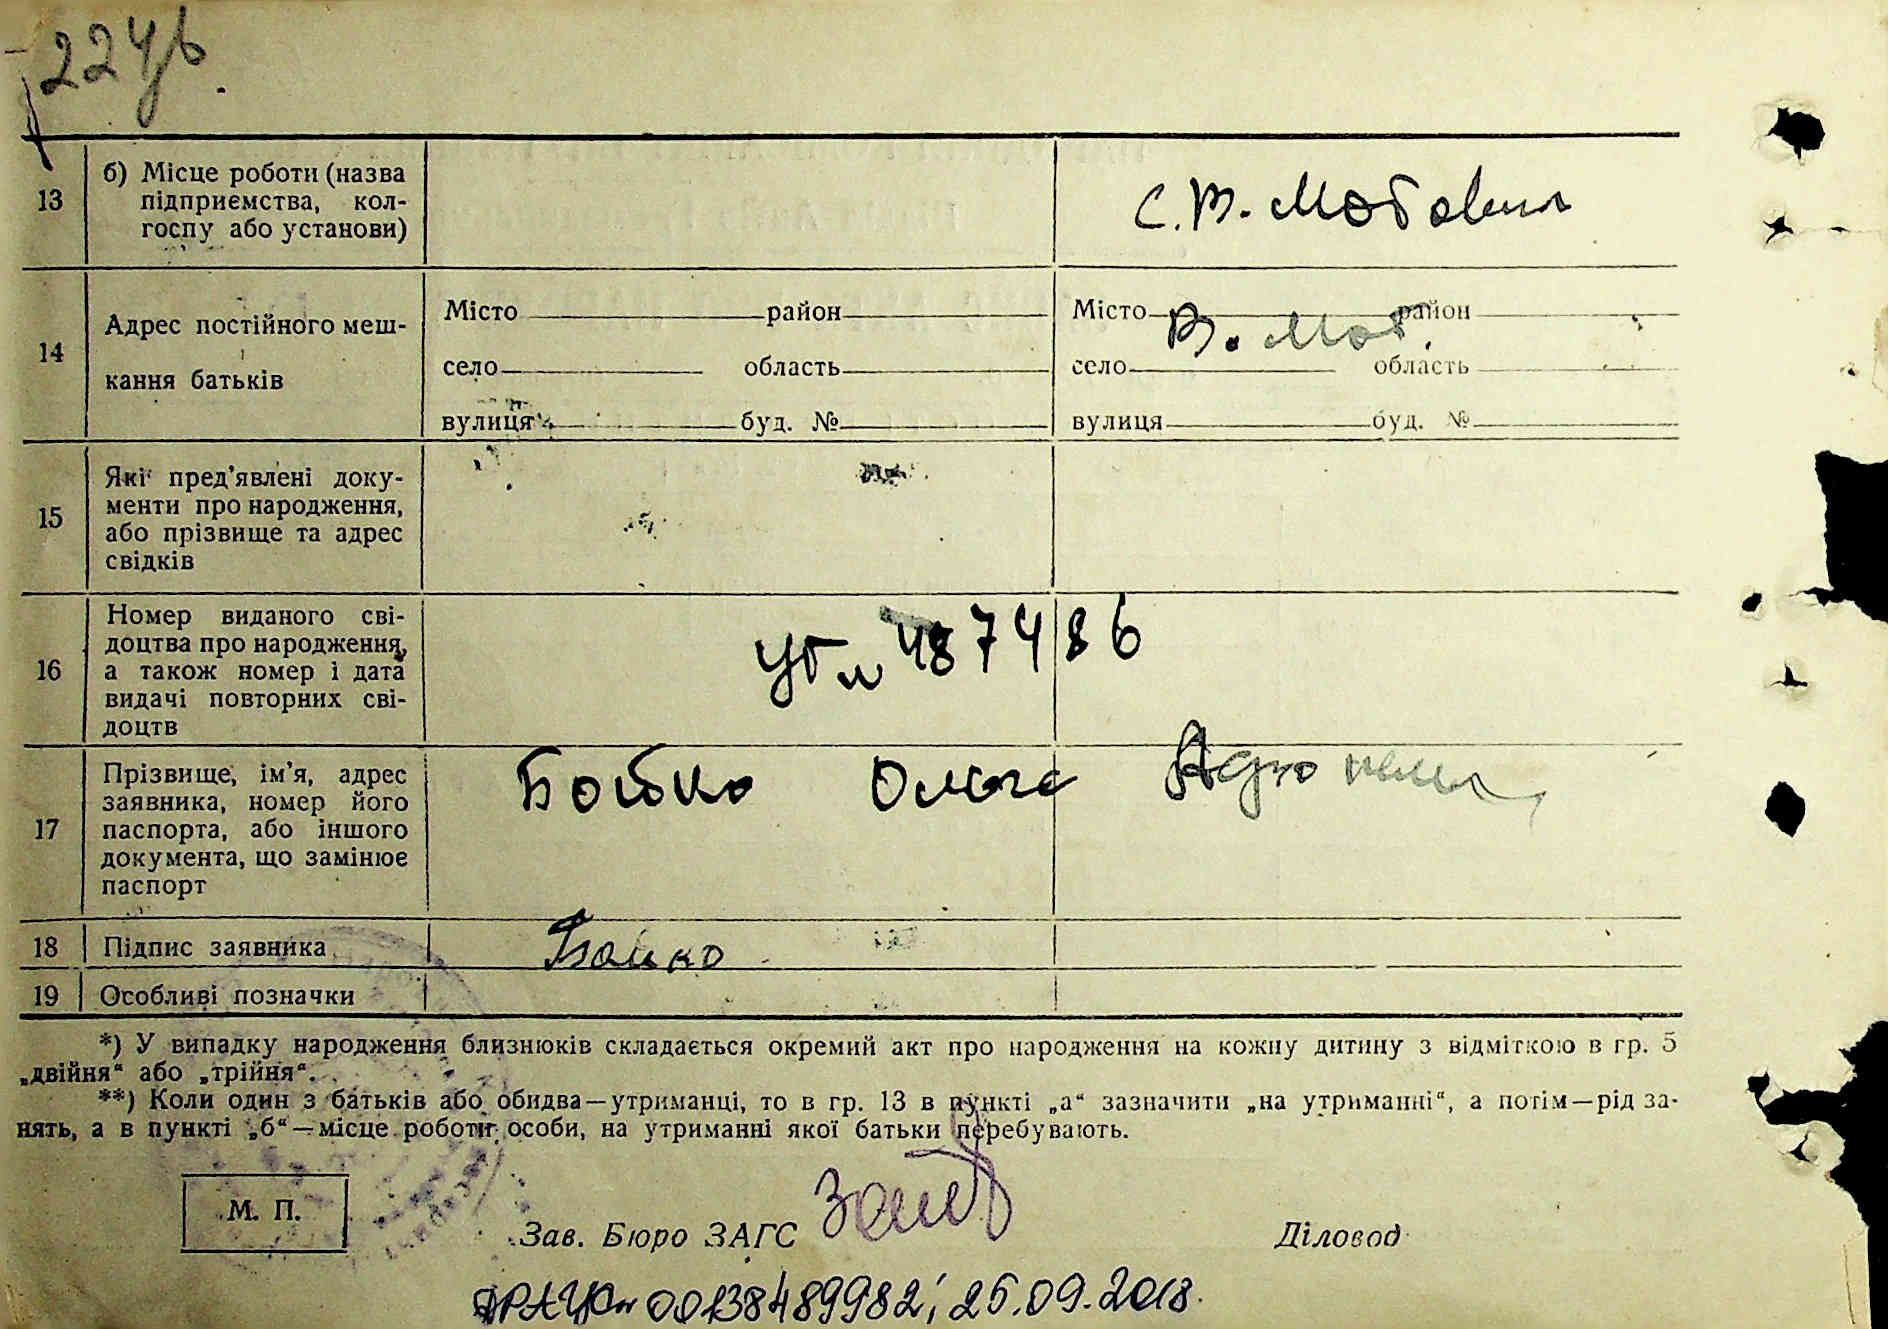 13 б) Місце роботи (назва
підприємства, кол-
госпу або установи)
с. В.
14 Адрес постійного меш-
кання батьків
Місто район
село область
вулиця буд. №
Місто район
В.
село область
вулиця буд. №
15 Які пред'явлені доку-
менти про народження,
або прізвище та адрес
свідків
16 Номер виданого сві-
доцтва про народження,
а також номер і дата
видачі повторних сві-
доцтв
487486
17 Прізвище, ім'я, адрес
заявника, номер його
паспорта, або іншого
документа, що замінює
паспорт
Бойко Ольга
18 Підпис заявника Бойко
19 Особливі позначки
*) У випадку народження близнюків складається окремий акт про народження на кожну дитину з відміткою в гр. 5
„двійня“ або „трійня“.
**) Коли один з батьків або обидва—утриманці, то в гр. 13 в пункті „а“ зазначити „на утриманні“, а потім—рід за-
нять, а в пункті „б“—місце роботи особи, на утриманні якої батьки перебувають.
М. П.
Зав. Бюро ЗАГС
Діловод
00138489982; 25.09.2018.